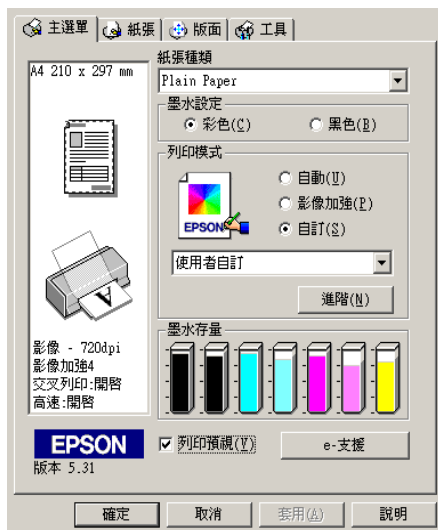 主選單 紙張 版面 工具
A4 210 x 297 mm
紙張種類
Plain Paper
墨水設定
彩色(C) 黑色(B)
列印模式
EPSON
自動(U)
影像加強(P)
自訂(S)
使用者自訂
進階(N)
影像 - 720dpi
影像加強4
交叉列印:開啓
高速:開啓
墨水存量
EPSON
版本 5.31
列印預視(Y)
e-支援
確定 取消 套用(A) 說明